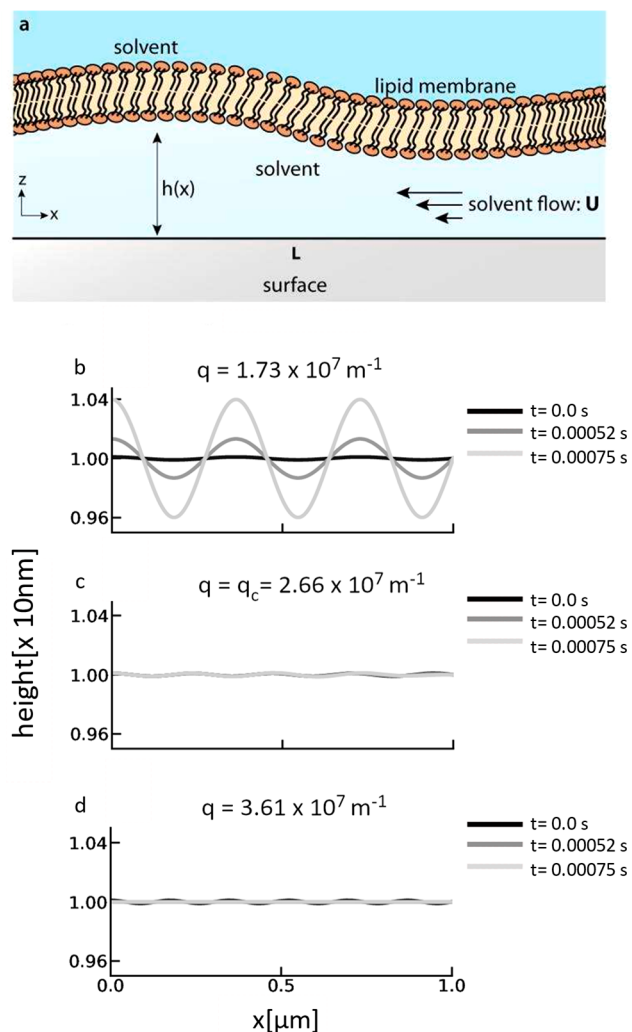 a
solvent
lipid membrane
solvent
h(x)
z
x
solvent flow: U
L
surface
b
q = 1.73 x 10⁷ m⁻¹
1.04
1.00
0.96
t= 0.0 s
t= 0.00052 s
t= 0.00075 s
c
q = qc= 2.66 x 10⁷ m⁻¹
1.04
1.00
0.96
t= 0.0 s
t= 0.00052 s
t= 0.00075 s
height[x 10nm]
d
q = 3.61 x 10⁷ m⁻¹
1.04
1.00
0.96
t= 0.0 s
t= 0.00052 s
t= 0.00075 s
0.0 0.5 1.0
x[μm]